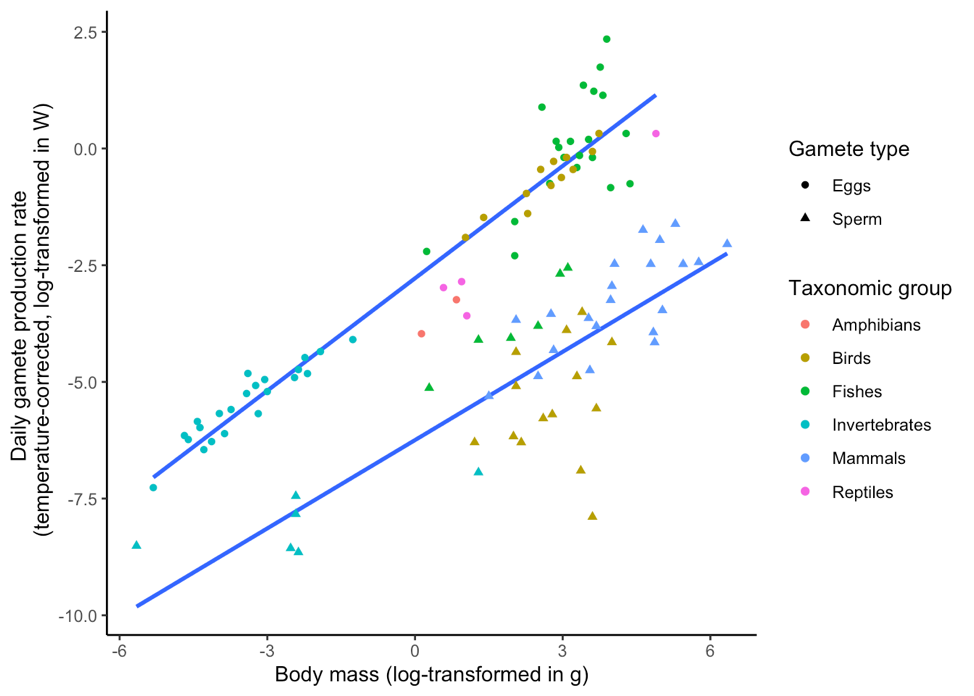 Daily gamete production rate
(temperature-corrected, log-transformed in W)
2.5
0.0
-2.5
-5.0
-7.5
-10.0
-6
-3
0
3
6
Body mass (log-transformed in g)
Gamete type
Eggs
Sperm
Taxonomic group
Amphibians
Birds
Fishes
Invertebrates
Mammals
Reptiles